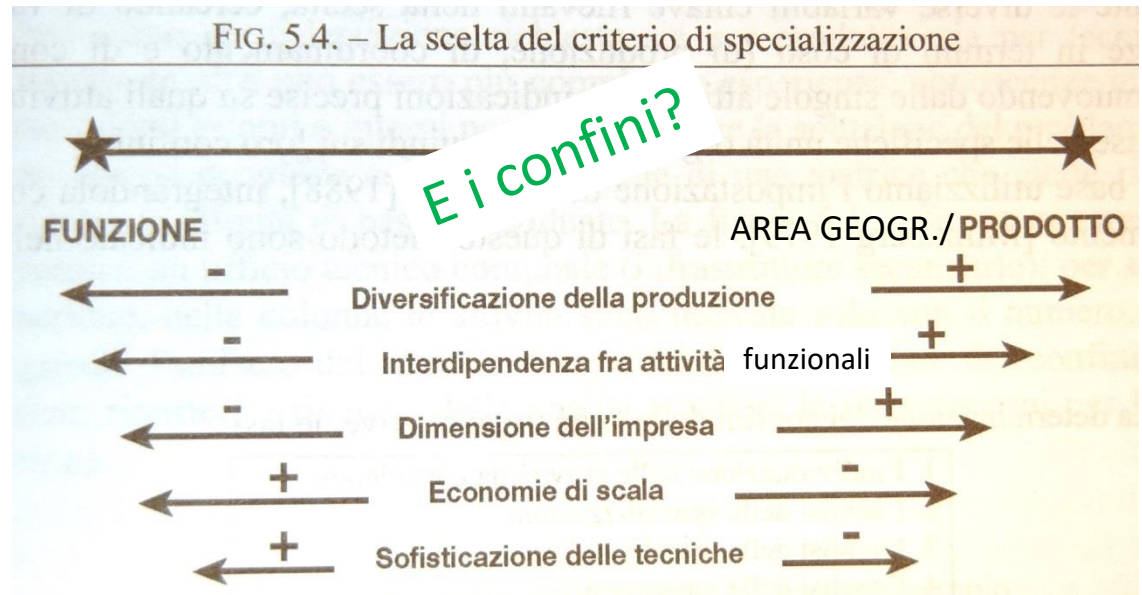 FIG. 5.4. - La scelta del criterio di specializzazione
E i confini?
FUNZIONE AREA GEOGR./ PRODOTTO
- Diversificazione della produzione +
- Interdipendenza fra attività funzionali +
- Dimensione dell'impresa +
+ Economie di scala -
+ Sofisticazione delle tecniche -